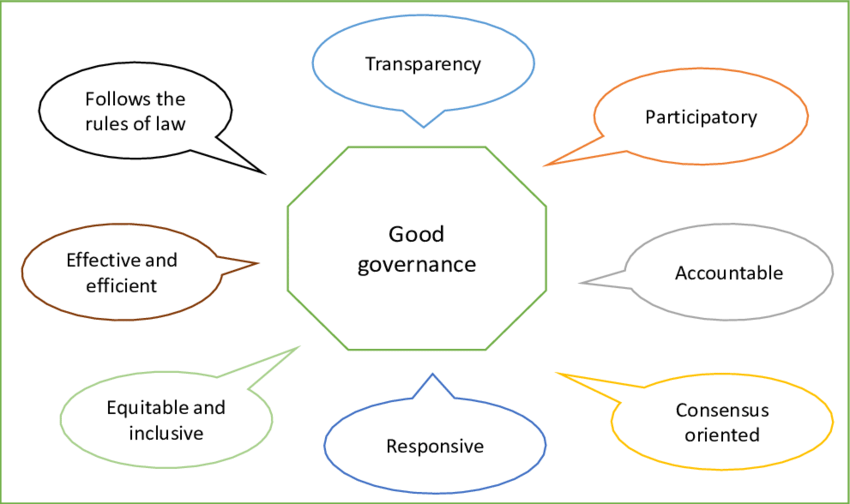 Transparency
Follows the
rules of law
Participatory
Good
governance
Effective and
efficient
Accountable
Equitable and
inclusive
Responsive
Consensus
oriented